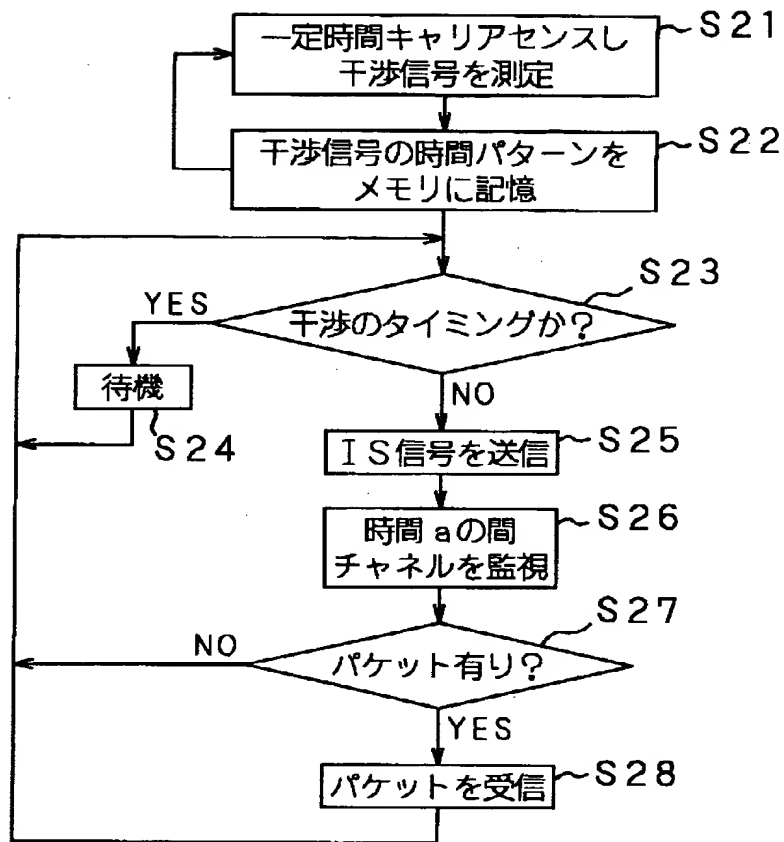 一定時間キャリアセンスし
干渉信号を測定
S21
干渉信号の時間パターンを
メモリに記憶
S22
S23
YES
干渉のタイミングか?
待機
NO
S24
IS信号を送信
S25
時間aの間
チャネルを監視
S26
S27
NO
パケット有り?
YES
パケットを受信
S28